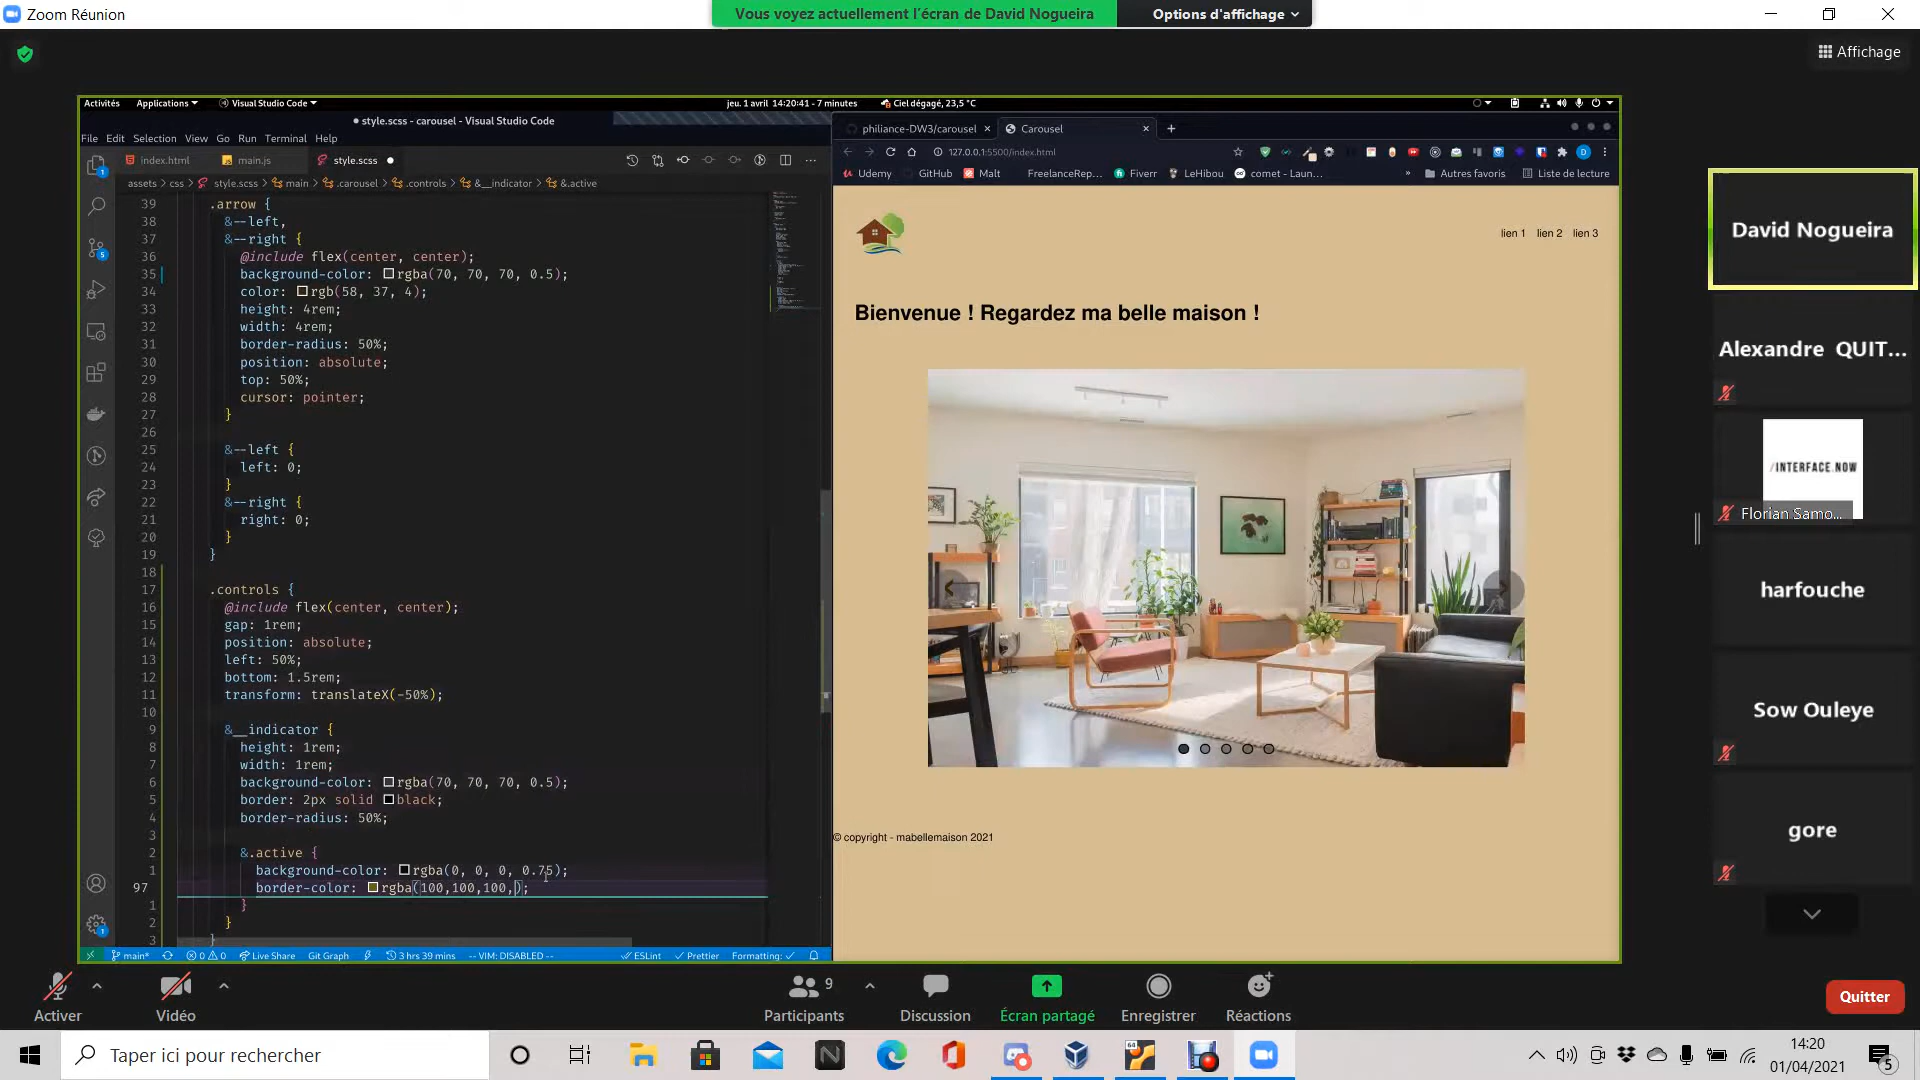 Zoom Réunion
Vous voyez actuellement l'écran de David Nogueira
Options d'affichage
Affichage
Activités
Applications
Visual Studio Code
jeu. 1 avril 14:20:41 - 7 minutes
Ciel dégagé, 23,5 °C
style.scss - carousel - Visual Studio Code
File Edit Selection View Go Run Terminal Help
index.html
main.js
style.scss
assets > css > style.scss > main > .carousel > .controls > &__indicator > &.active
39 .arrow {
38 &--left,
37 &--right {
36 @include flex(center, center);
35 background-color: rgba(70, 70, 70, 0.5);
34 color: rgb(58, 37, 4);
33 height: 4rem;
32 width: 4rem;
31 border-radius: 50%;
30 position: absolute;
29 top: 50%;
28 cursor: pointer;
27 }
26
25 &--left {
24 left: 0;
23 }
22 &--right {
21 right: 0;
20 }
19 }
18
17 .controls {
16 @include flex(center, center);
15 gap: 1rem;
14 position: absolute;
13 left: 50%;
12 bottom: 1.5rem;
11 transform: translateX(-50%);
10
9 &__indicator {
8 height: 1rem;
7 width: 1rem;
6 background-color: rgba(70, 70, 70, 0.5);
5 border: 2px solid black;
4 border-radius: 50%;
3
2 &.active {
1 background-color: rgba(0, 0, 0, 0.75);
97 border-color: rgba(100,100,100,);
1 }
2 }
3 }
main* 0 0 Live Share Git Graph 3 hrs 39 mins -- VIM: DISABLED -- ESLint Prettier Formatting:
philiance-DW3/carousel
Carousel
127.0.0.1:5500/index.html
Udemy GitHub Malt FreelanceRep... Fiverr LeHibou comet - Laun... » Autres favoris Liste de lecture
lien 1 lien 2 lien 3
Bienvenue ! Regardez ma belle maison !
© copyright - mabellemaison 2021
David Nogueira
Alexandre QUIT...
/INTERFACE.NOW
Florian Samo...
harfouche
Sow Ouleye
gore
Activer
Vidéo
9
Participants
Discussion
Écran partagé
Enregistrer
Réactions
Quitter
Taper ici pour rechercher
64
14:20
01/04/2021
5